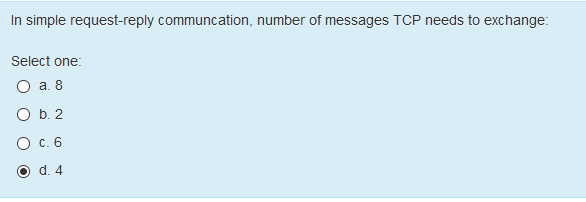 In simple request-reply communcation, number of messages TCP needs to exchange:
Select one:
a. 8
b. 2
c. 6
d. 4